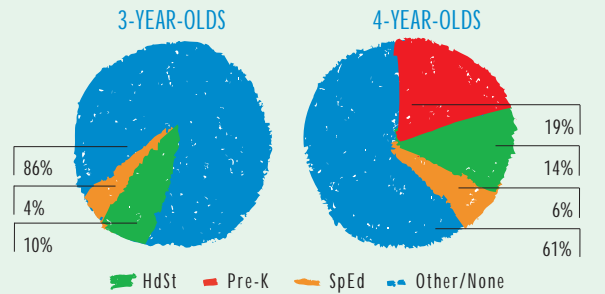 3-YEAR-OLDS
4-YEAR-OLDS
86%
4%
10%
19%
14%
6%
61%
HdSt Pre-K SpEd Other/None